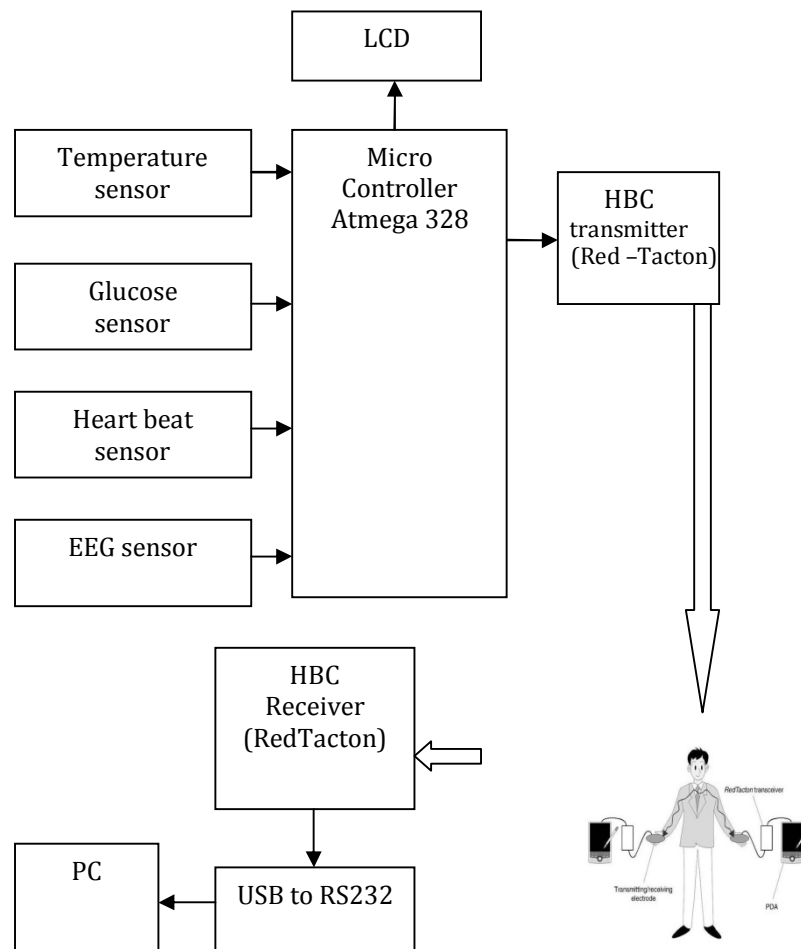 LCD
Temperature
sensor
Micro
Controller
Atmega 328
HBC
transmitter
(Red –Tacton)
Glucose
sensor
Heart beat
sensor
EEG sensor
HBC
Receiver
(RedTacton)
RedTacton transceiver
PC
USB to RS232
Transmitting/receiving
electrode
PDA